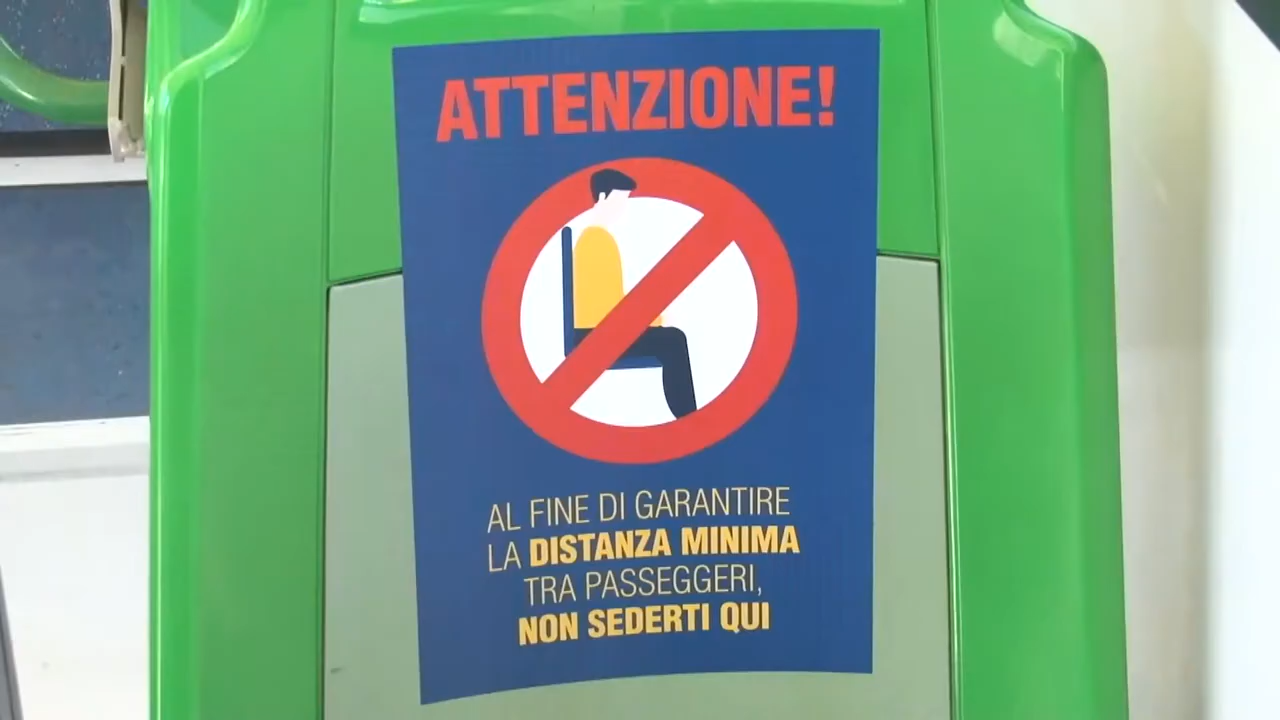 ATTENZIONE!
AL FINE DI GARANTIRE
LA DISTANZA MINIMA
TRA PASSEGGERI,
NON SEDERTI QUI